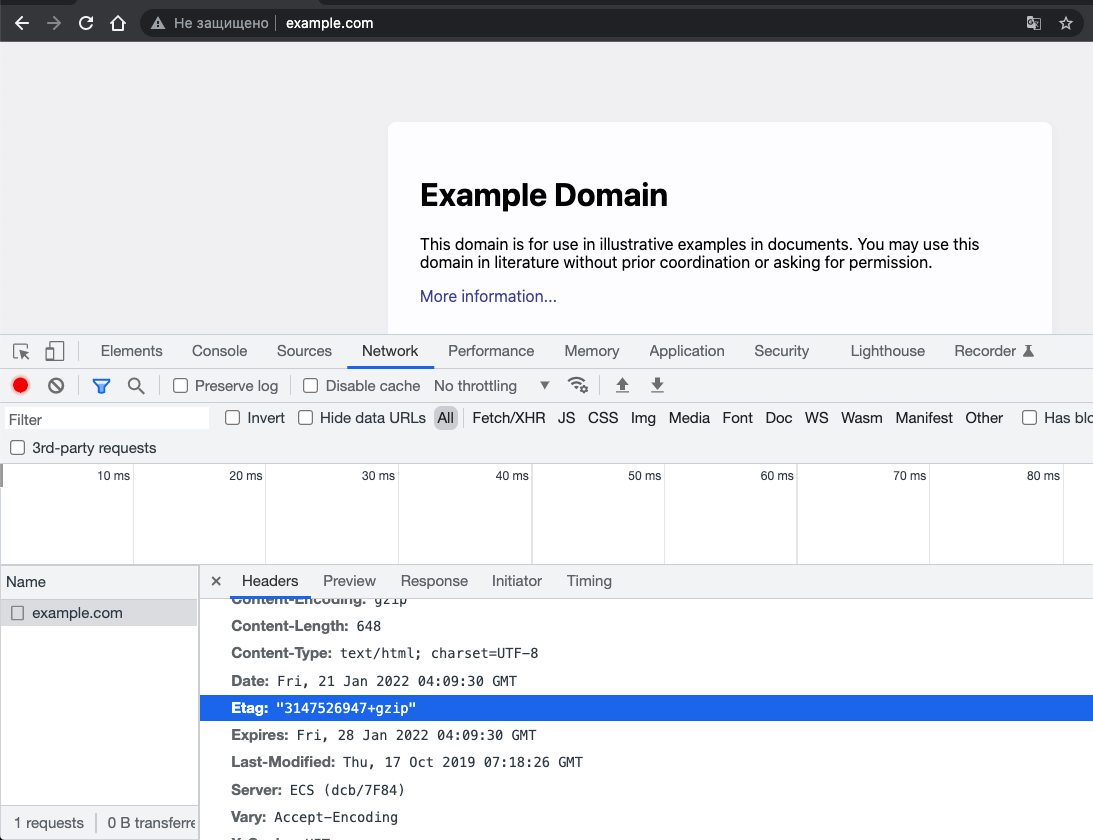 Не защищено example.com
Example Domain
This domain is for use in illustrative examples in documents. You may use this
domain in literature without prior coordination or asking for permission.
More information...
Elements Console Sources Network Performance Memory Application Security Lighthouse Recorder
Preserve log Disable cache No throttling
Filter Invert Hide data URLs All Fetch/XHR JS CSS Img Media Font Doc WS Wasm Manifest Other Has blo
3rd-party requests
10 ms 20 ms 30 ms 40 ms 50 ms 60 ms 70 ms 80 ms
Name
example.com
Headers Preview Response Initiator Timing
Content-Encoding: gzip
Content-Length: 648
Content-Type: text/html; charset=UTF-8
Date: Fri, 21 Jan 2022 04:09:30 GMT
Etag: "3147526947+gzip"
Expires: Fri, 28 Jan 2022 04:09:30 GMT
Last-Modified: Thu, 17 Oct 2019 07:18:26 GMT
Server: ECS (dcb/7F84)
Vary: Accept-Encoding
1 requests 0 B transferre